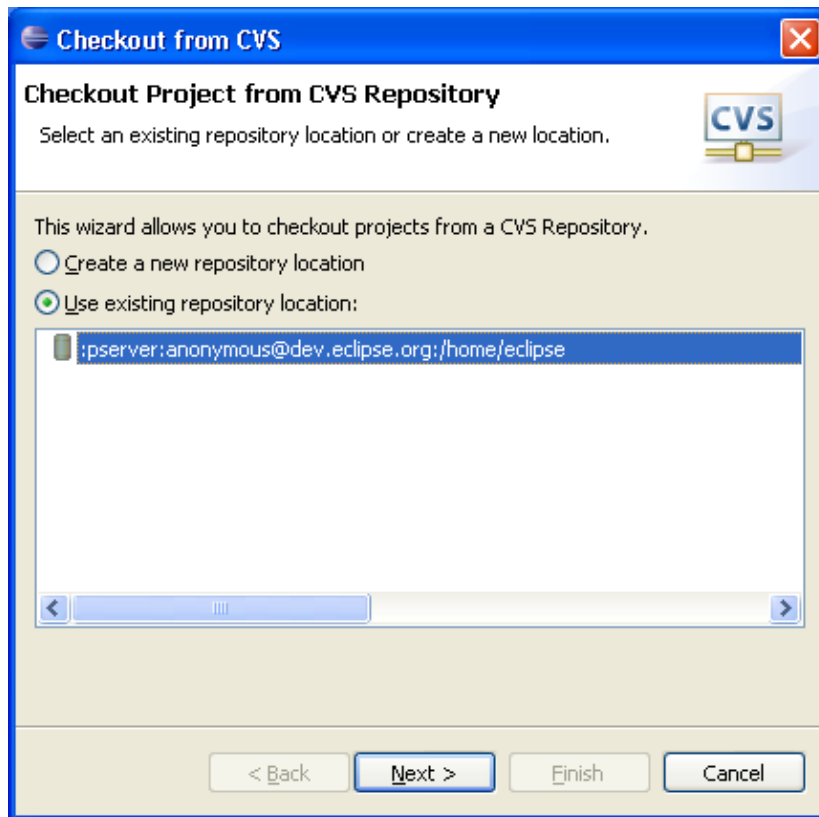 Checkout from CVS
Checkout Project from CVS Repository
Select an existing repository location or create a new location.
CVS
This wizard allows you to checkout projects from a CVS Repository.
Create a new repository location
Use existing repository location:
:pserver:anonymous@dev.eclipse.org:/home/eclipse
< Back Next > Finish Cancel